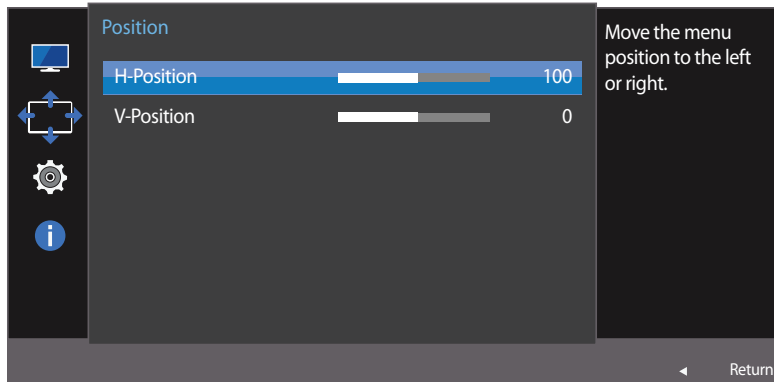 Position
H-Position 100
V-Position 0
Move the menu
position to the left
or right.
Return